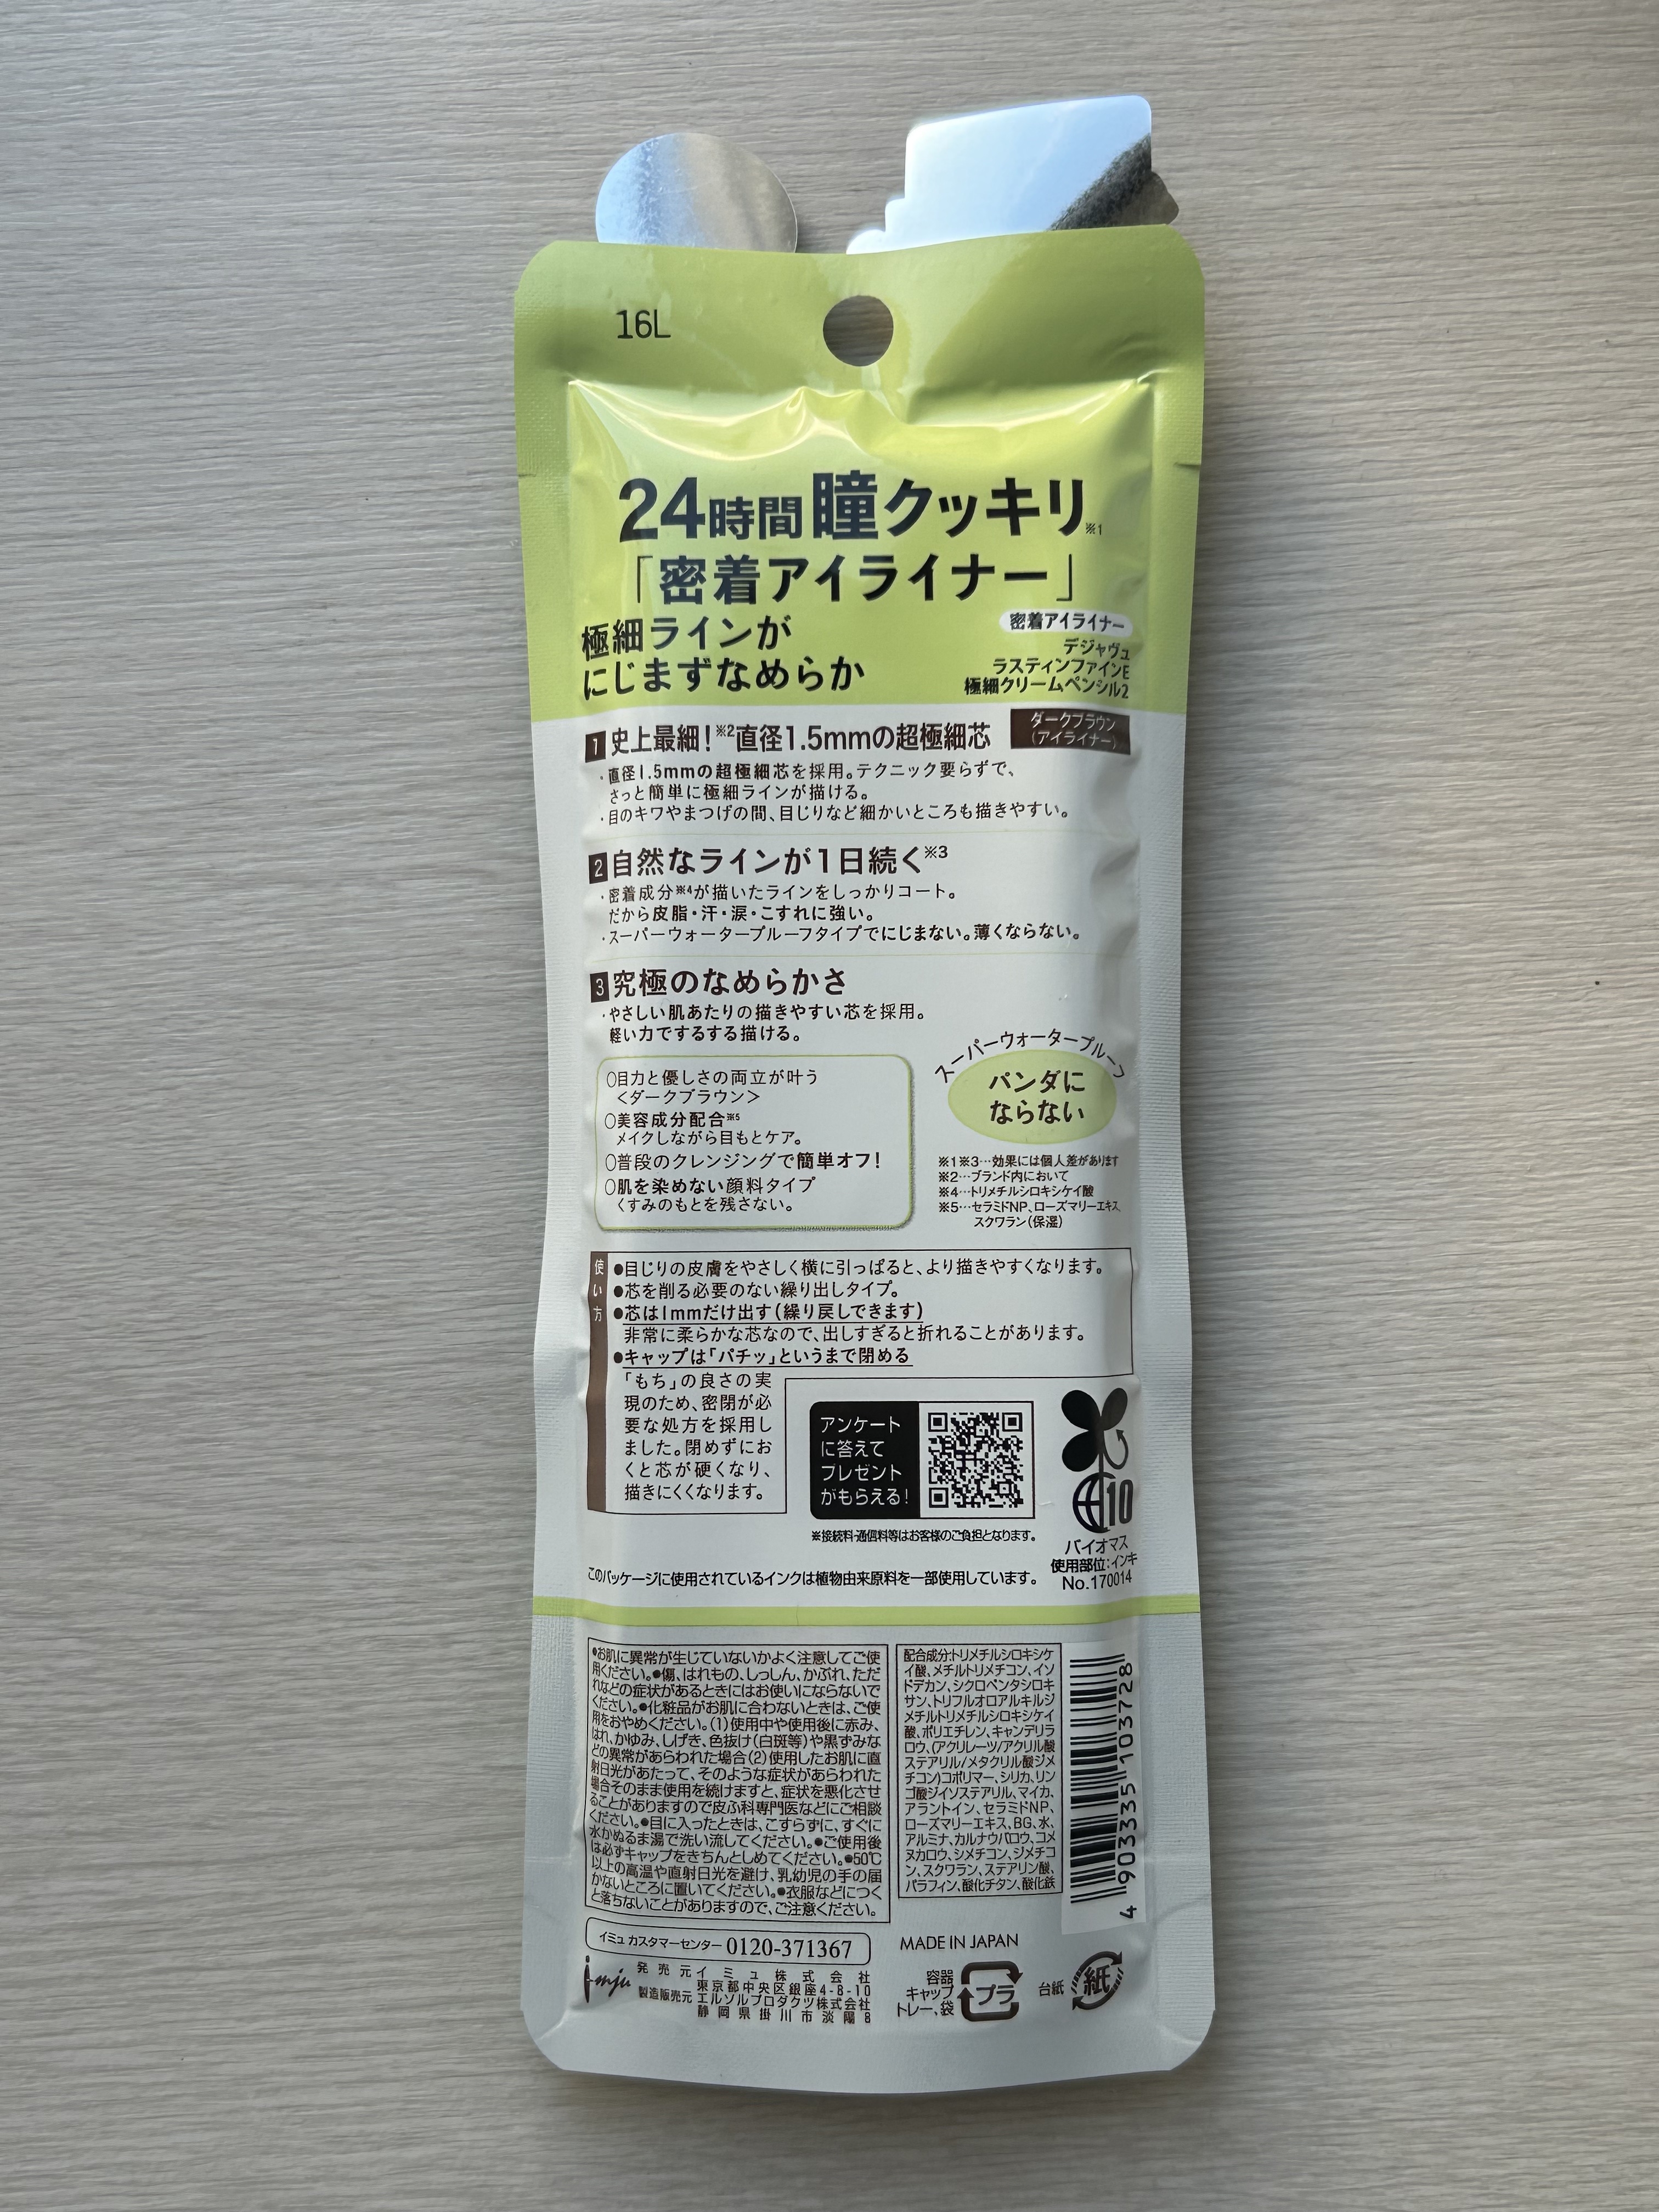 16L
24時間瞳クッキリ※1
「密着アイライナー」
極細ラインが
にじまずなめらか
密着アイライナー
デジャヴュ
ラスティンファインE
極細クリームペンシル2
ダークブラウン
(アイライナー)
1 史上最細!※2直径1.5mmの超極細芯
・直径1.5mmの超極細芯を採用。テクニック要らずで、
さっと簡単に極細ラインが描ける。
・目のキワやまつげの間、目じりなど細かいところも描きやすい。
2 自然なラインが1日続く※3
・密着成分※4が描いたラインをしっかりコート。
だから皮脂・汗・涙・こすれに強い。
・スーパーウォータープルーフタイプでにじまない。薄くならない。
3 究極のなめらかさ
・やさしい肌あたりの描きやすい芯を採用。
軽い力でするする描ける。
○目力と優しさの両立が叶う
<ダークブラウン>
○美容成分配合※5
メイクしながら目もとケア。
○普段のクレンジングで簡単オフ!
○肌を染めない顔料タイプ
くすみのもとを残さない。
スーパーウォータープルーフ
パンダに
ならない
※1※3…効果には個人差があります
※2…ブランド内において
※4…トリメチルシロキシケイ酸
※5…セラミドNP、ローズマリーエキス、
スクワラン(保湿)
使い方
●目じりの皮膚をやさしく横に引っぱると、より描きやすくなります。
●芯を削る必要のない繰り出しタイプ。
●芯は1mmだけ出す(繰り戻しできます)
非常に柔らかな芯なので、出しすぎると折れることがあります。
●キャップは「パチッ」というまで閉める
「もち」の良さの実
現のため、密閉が必
要な処方を採用し
ました。閉めずにお
くと芯が硬くなり、
描きにくくなります。
アンケート
に答えて
プレゼント
がもらえる!
※接続料・通信料等はお客様のご負担となります。
10
バイオマス
使用部位:インキ
No.170014
このパッケージに使用されているインクは植物由来原料を一部使用しています。
●お肌に異常が生じていないかよく注意してご使
用ください。●傷、はれもの、しっしん、かぶれ、ただ
れなどの症状があるときにはお使いにならないで
ください。●化粧品がお肌に合わないときは、ご使
用をおやめください。(1)使用中や使用後に赤み、
はれ、かゆみ、しげき、色抜け(白斑等)や黒ずみな
どの異常があらわれた場合(2)使用したお肌に直
射日光があたって、そのような症状があらわれた
場合そのまま使用を続けますと、症状を悪化させ
ることがありますので皮ふ科専門医などにご相談
ください。●目に入ったときは、こすらずに、すぐに
水かぬるま湯で洗い流してください。●ご使用後
は必ずキャップをきちんとしめてください。●50℃
以上の高温や直射日光を避け、乳幼児の手の届
かないところに置いてください。●衣服などにつく
と落ちないことがありますので、ご注意ください。
配合成分:トリメチルシロキシケ
イ酸、メチルトリメチコン、イソ
ドデカン、シクロペンタシロキ
サン、トリフルオロアルキルジ
メチルトリメチルシロキシケイ
酸、ポリエチレン、キャンデリラ
ロウ、(アクリレーツ/アクリル酸
ステアリル/メタクリル酸ジメ
チコン)コポリマー、シリカ、リン
ゴ酸ジイソステアリル、マイカ、
アラントイン、セラミドNP、
ローズマリーエキス、BG、水、
アルミナ、カルナウバロウ、コメ
ヌカロウ、シメチコン、ジメチコ
ン、スクワラン、ステアリン酸、
パラフィン、酸化チタン、酸化鉄
4 903335 103728
イミュ カスタマーセンター 0120-371367
imju
発売元 イミュ株式会社
東京都中央区銀座4-8-10
製造販売元 エルソルプロダクツ株式会社
静岡県掛川市淡陽8
MADE IN JAPAN
容器
キャップ
トレー、袋
プラ
台紙
紙